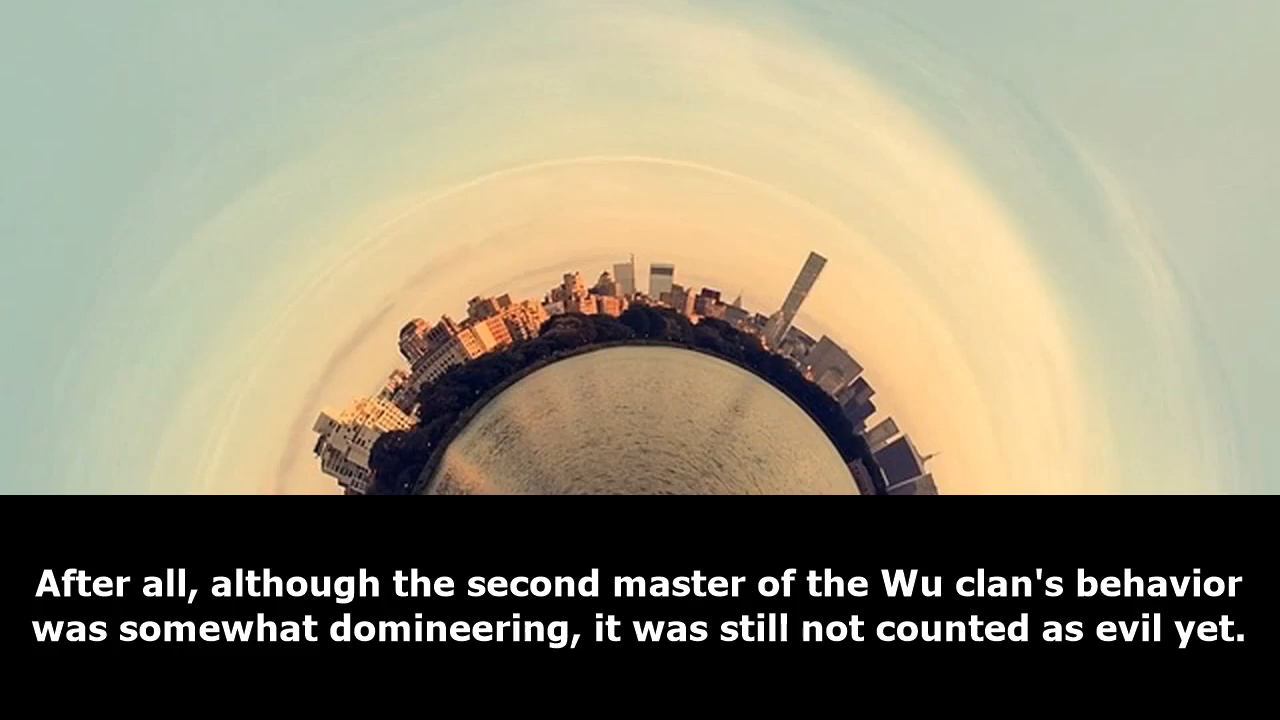 After all, although the second master of the Wu clan's behavior
was somewhat domineering, it was still not counted as evil yet.